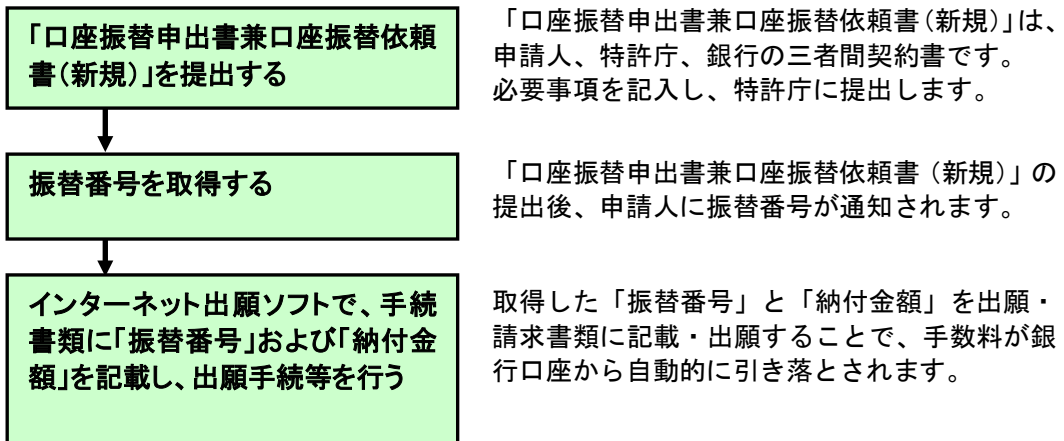 「口座振替申出書兼口座振替依頼
書(新規)」を提出する
「口座振替申出書兼口座振替依頼書(新規)」は、
申請人、特許庁、銀行の三者間契約書です。
必要事項を記入し、特許庁に提出します。
振替番号を取得する
「口座振替申出書兼口座振替依頼書（新規)」の
提出後、申請人に振替番号が通知されます。
インターネット出願ソフトで、手続
書類に「振替番号」および「納付金
額」を記載し、出願手続等を行う
取得した「振替番号」と「納付金額」を出願・
請求書類に記載・出願することで、手数料が銀
行口座から自動的に引き落とされます。